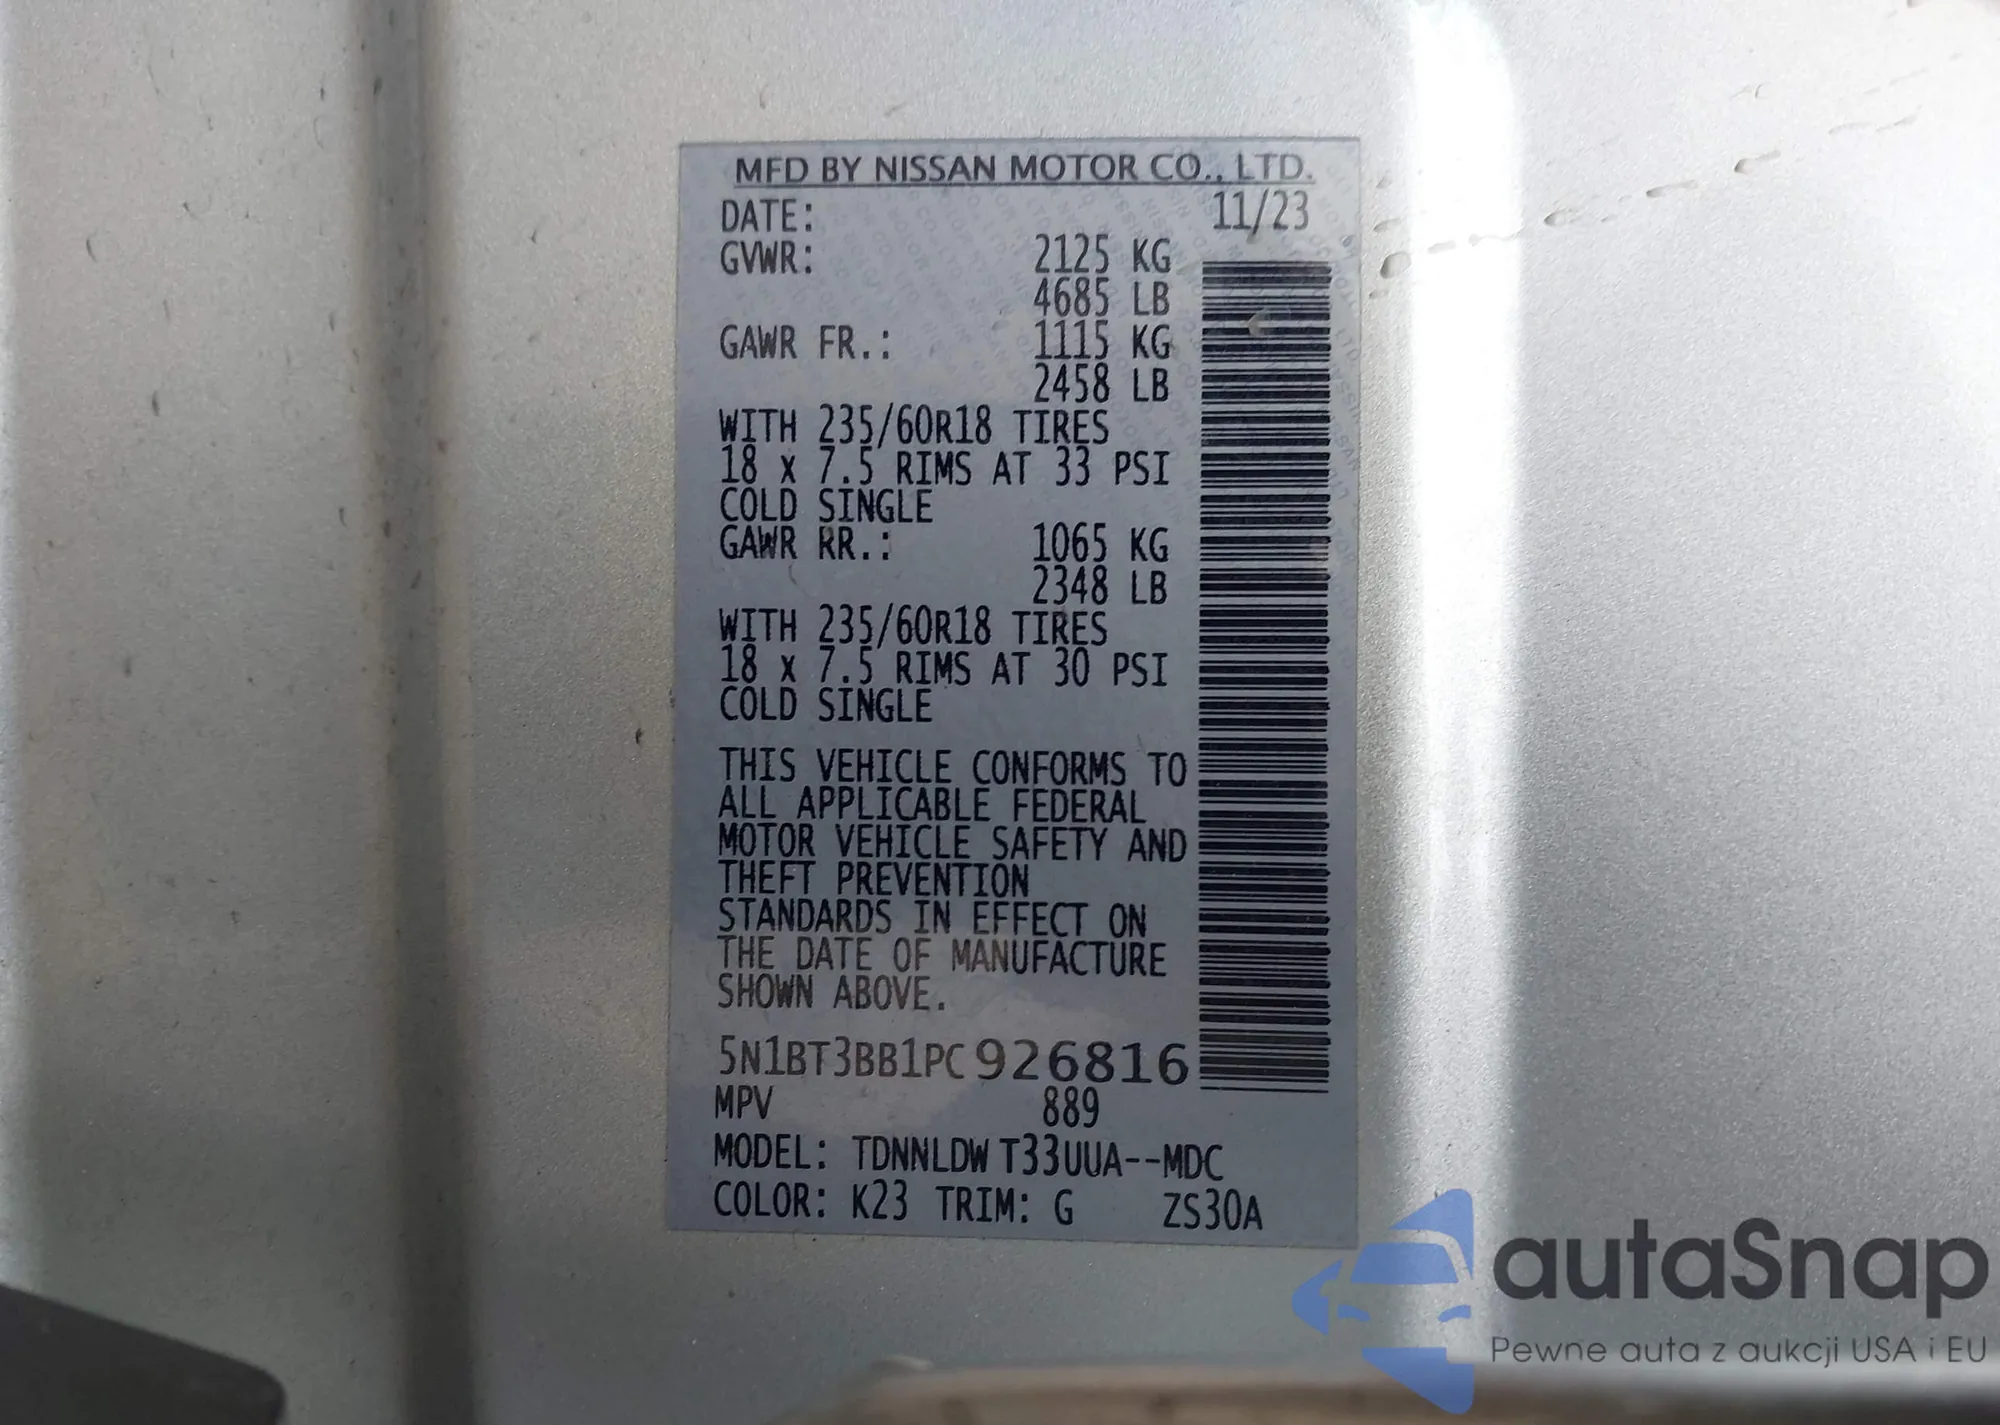 MFD BY NISSAN MOTOR CO., LTD.
DATE: 11/23
GVWR: 2125 KG
4685 LB
GAWR FR.: 1115 KG
2458 LB
WITH 235/60R18 TIRES
18 x 7.5 RIMS AT 33 PSI
COLD SINGLE
GAWR RR.: 1065 KG
2348 LB
WITH 235/60R18 TIRES
18 x 7.5 RIMS AT 30 PSI
COLD SINGLE
THIS VEHICLE CONFORMS TO
ALL APPLICABLE FEDERAL
MOTOR VEHICLE SAFETY AND
THEFT PREVENTION
STANDARDS IN EFFECT ON
THE DATE OF MANUFACTURE
SHOWN ABOVE.
5N1BT3BB1PC926816
MPV 889
MODEL: TDNNLDW T33UUA--MDC
COLOR: K23 TRIM: G ZS30A
autaSnap
Pewne auta z aukcji USA i EU